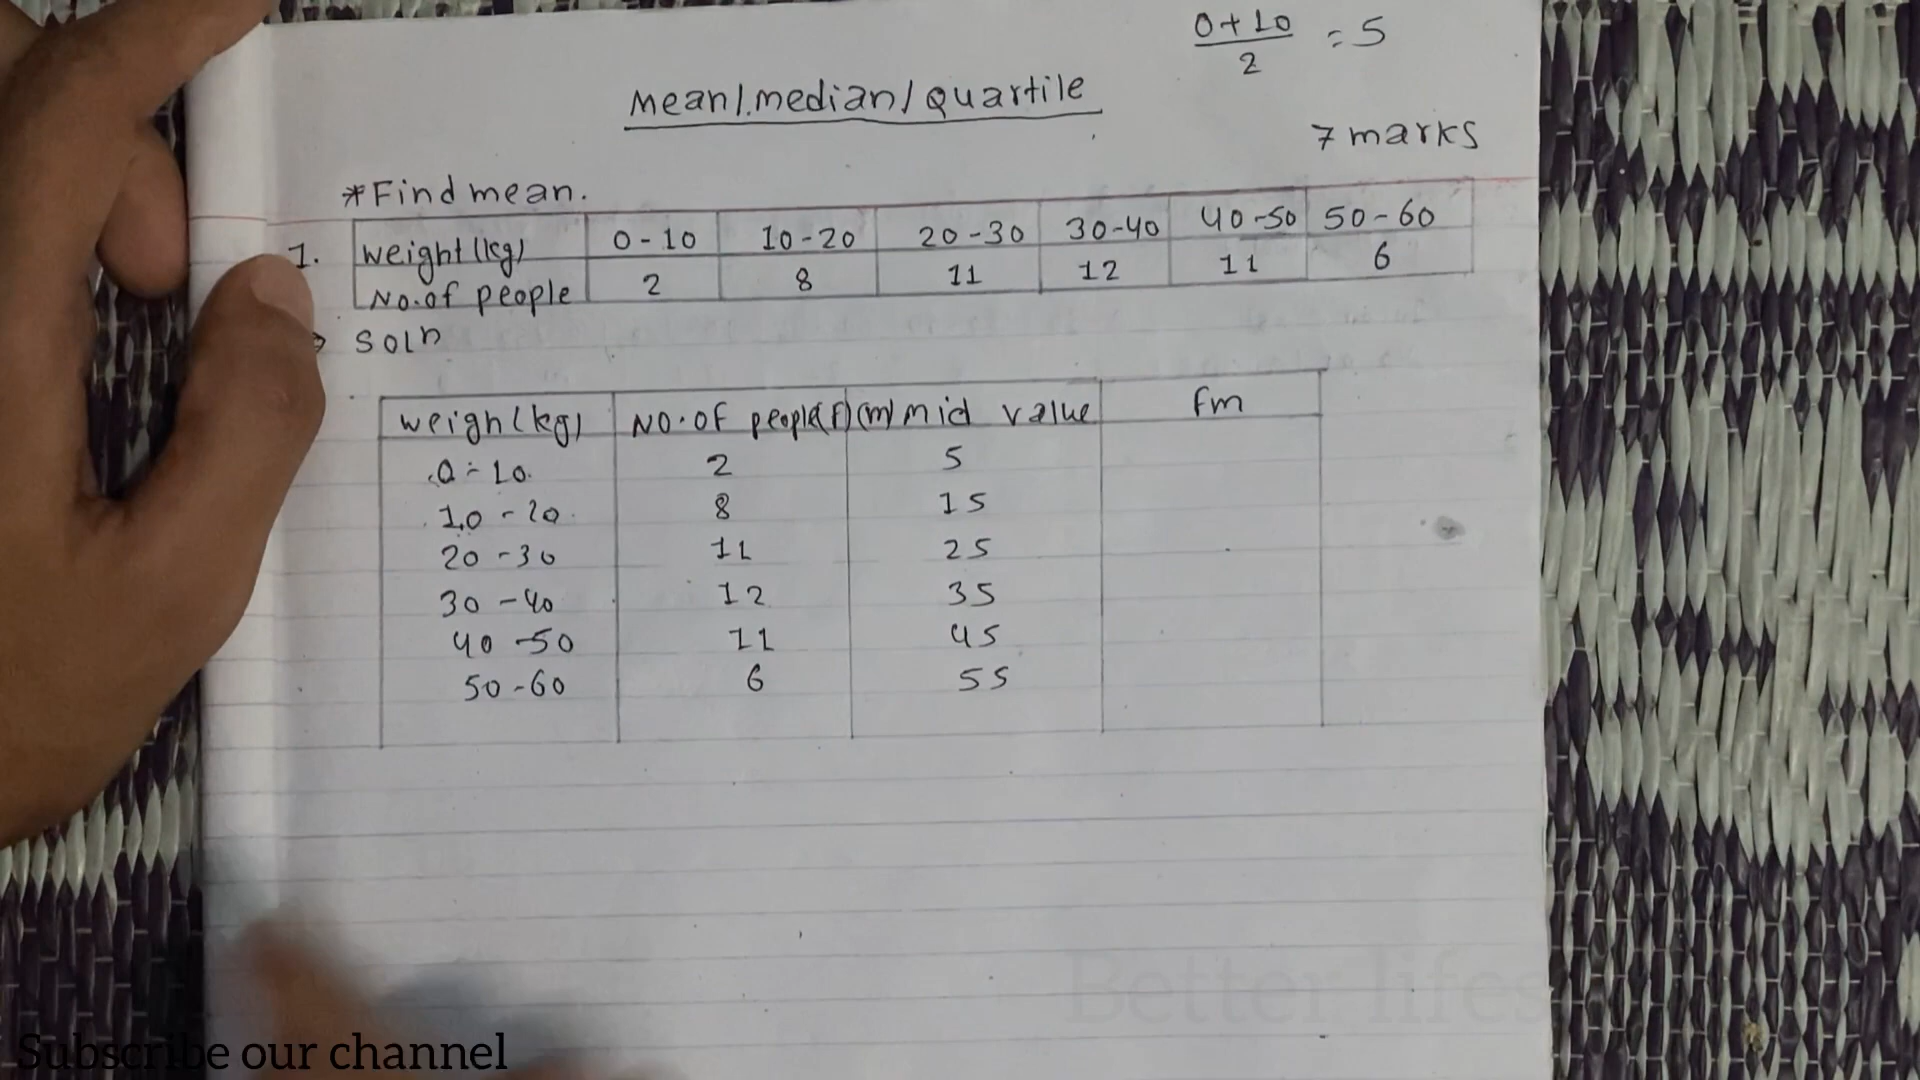 0+10
2
=5
Mean/.median/Quartile
7 marks
*Find mean.
1. weight(kg) 0-10 10-20 20-30 30-40 40-50 50-60
No.of people 2 8 11 12 11 6
soln
weigh(kg) No.of people(f) (m) mid value fm
0-10 2 5
10-20 8 15
20-30 11 25
30-40 12 35
40-50 11 45
50-60 6 55
Better lifes
Subscribe our channel